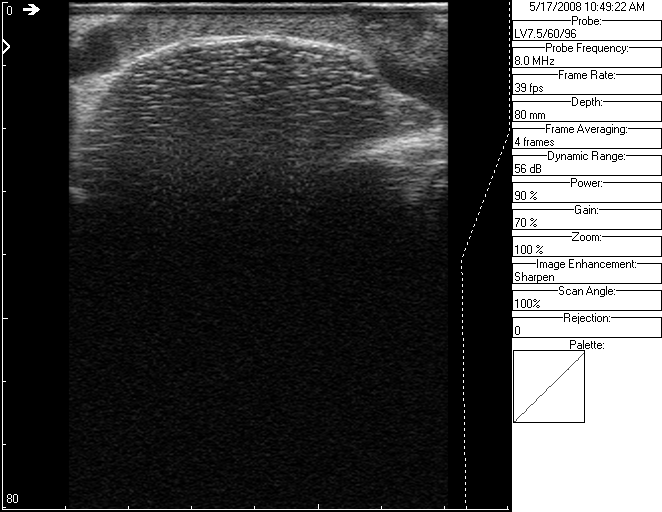 0
5/17/2008 10:49:22 AM
Probe:
LV7.5/60/96
Probe Frequency:
8.0 MHz
Frame Rate:
39 fps
Depth:
80 mm
Frame Averaging:
4 frames
Dynamic Range:
56 dB
Power:
90 %
Gain:
70 %
Zoom:
100 %
Image Enhancement:
Sharpen
Scan Angle:
100%
Rejection:
0
Palette:
80